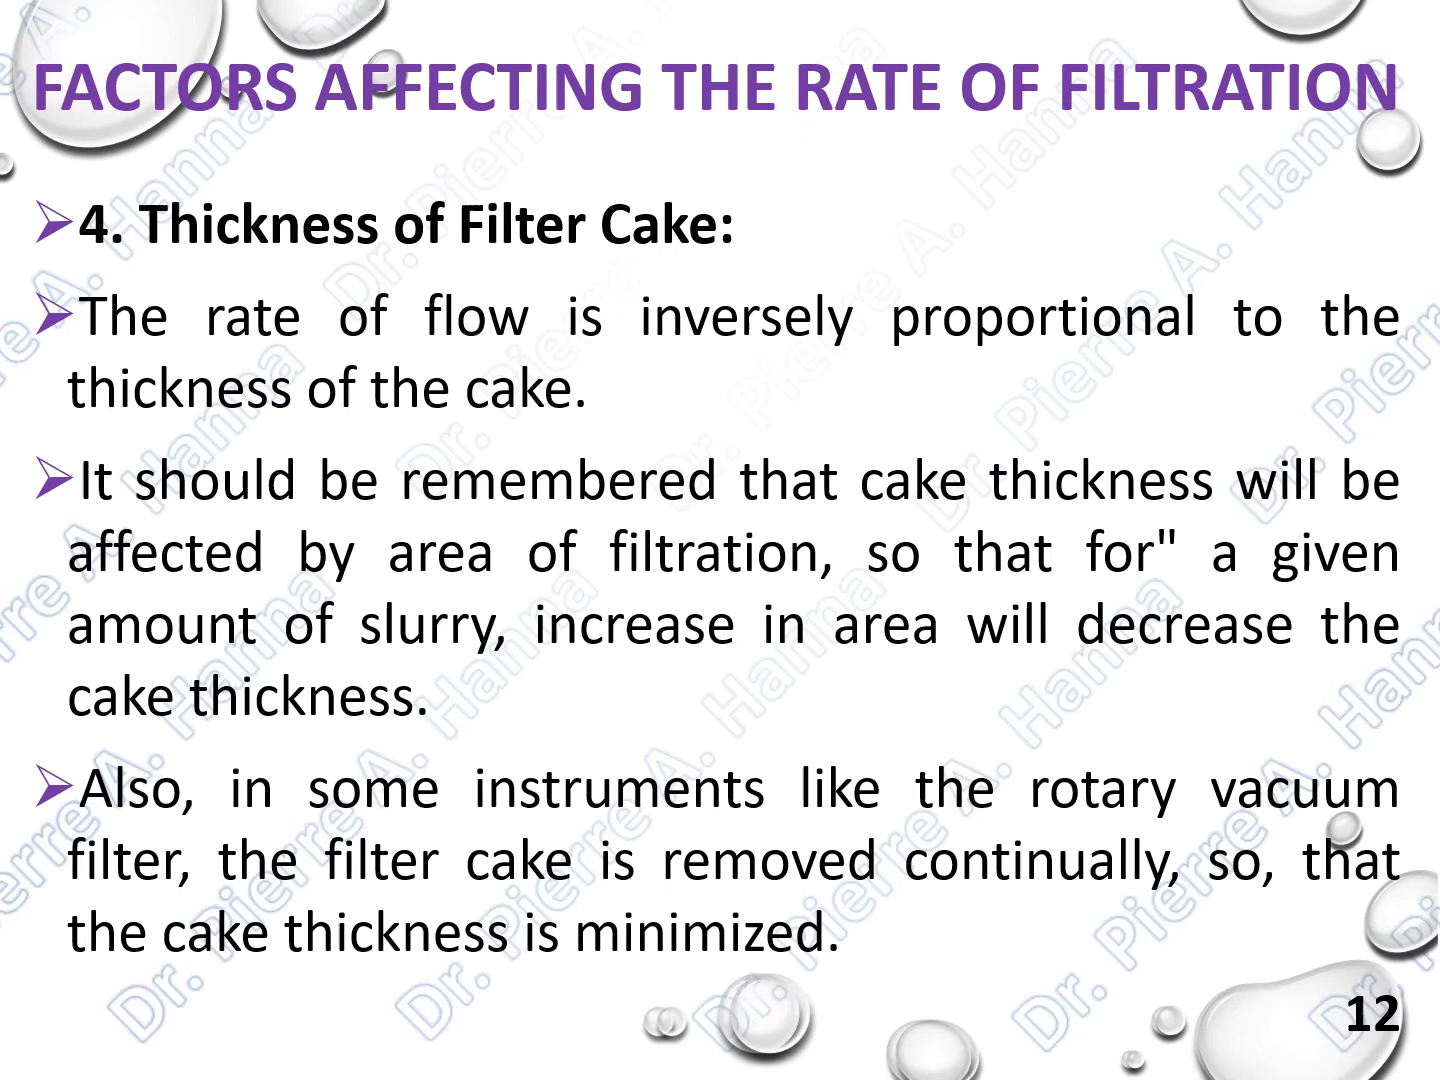 FACTORS AFFECTING THE RATE OF FILTRATION
➢4. Thickness of Filter Cake:
➢The rate of flow is inversely proportional to the
thickness of the cake.
➢It should be remembered that cake thickness will be
affected by area of filtration, so that for" a given
amount of slurry, increase in area will decrease the
cake thickness.
➢Also, in some instruments like the rotary vacuum
filter, the filter cake is removed continually, so, that
the cake thickness is minimized.
12
Dr. Pierre A. Hanna